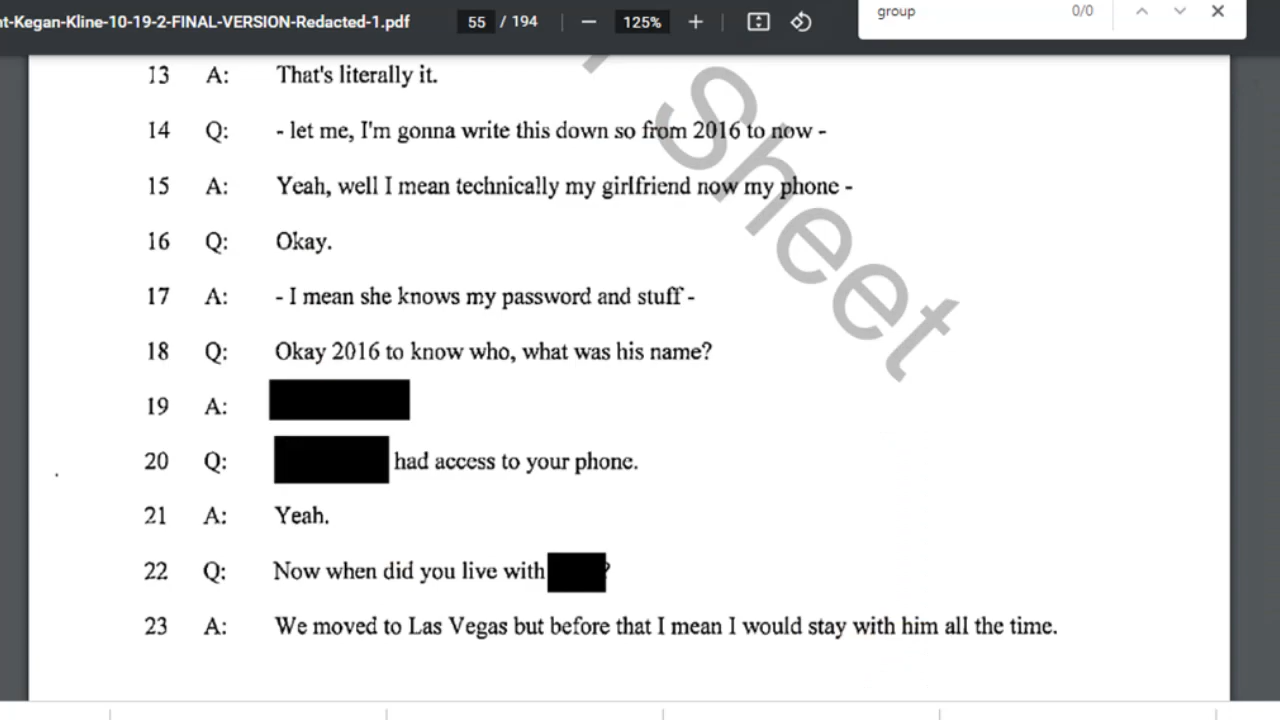 nt-Kegan-Kline-10-19-2-FINAL-VERSION-Redacted-1.pdf 55 / 194 − 125% + group 0/0
13 A: That's literally it.
14 Q: - let me, I'm gonna write this down so from 2016 to now -
15 A: Yeah, well I mean technically my girlfriend now my phone -
16 Q: Okay.
17 A: - I mean she knows my password and stuff -
18 Q: Okay 2016 to know who, what was his name?
19 A:
20 Q: had access to your phone.
21 A: Yeah.
22 Q: Now when did you live with ?
23 A: We moved to Las Vegas but before that I mean I would stay with him all the time.
Sheet